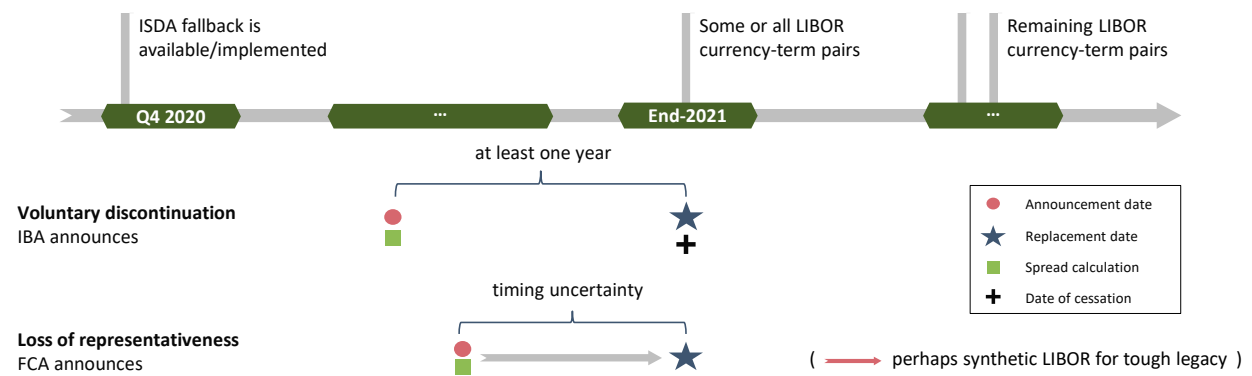 ISDA fallback is
available/implemented
Some or all LIBOR
currency-term pairs
Remaining LIBOR
currency-term pairs
Q4 2020
...
End-2021
...
at least one year
Voluntary discontinuation
IBA announces
Announcement date
Replacement date
Spread calculation
Date of cessation
timing uncertainty
Loss of representativeness
FCA announces
( perhaps synthetic LIBOR for tough legacy )